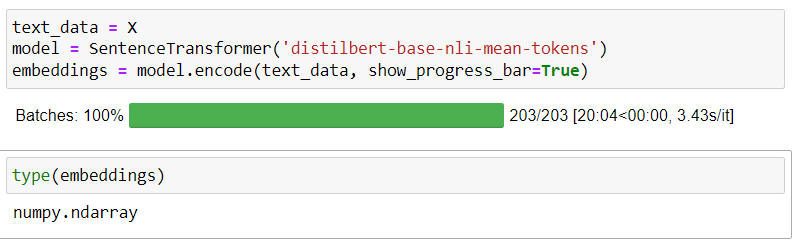 text_data = X
model = SentenceTransformer('distilbert-base-nli-mean-tokens')
embeddings = model.encode(text_data, show_progress_bar=True)
Batches: 100% 203/203 [20:04<00:00, 3.43s/it]
type(embeddings)
numpy.ndarray